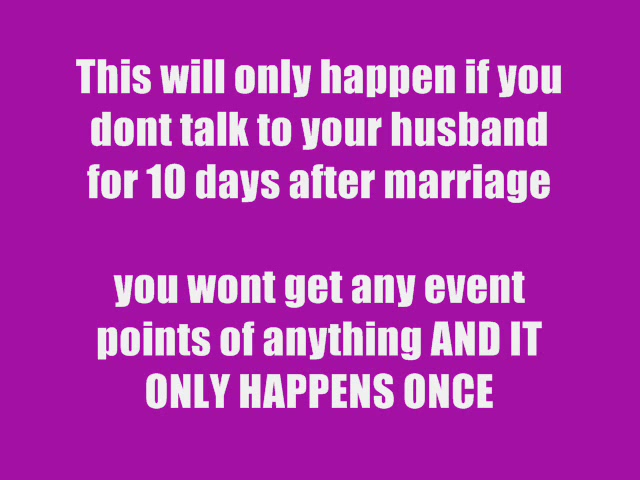 This will only happen if you
dont talk to your husband
for 10 days after marriage
you wont get any event
points of anything AND IT
ONLY HAPPENS ONCE